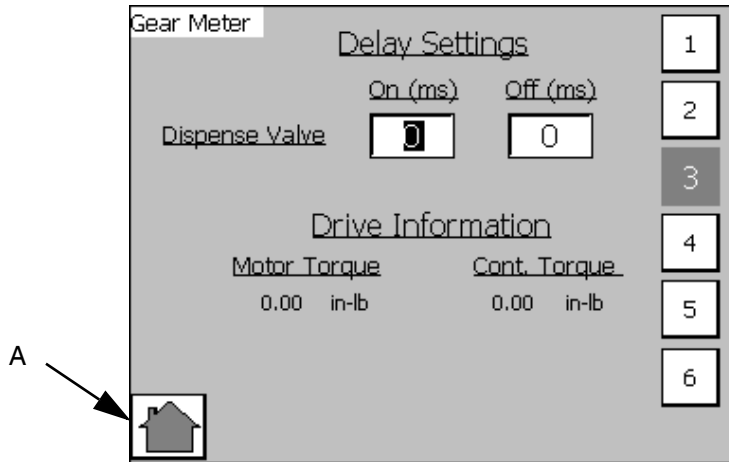 Gear Meter
Delay Settings
1
On (ms) Off (ms)
2
Dispense Valve 0 0
3
Drive Information
4
Motor Torque Cont. Torque
0.00 in-lb 0.00 in-lb
5
6
A